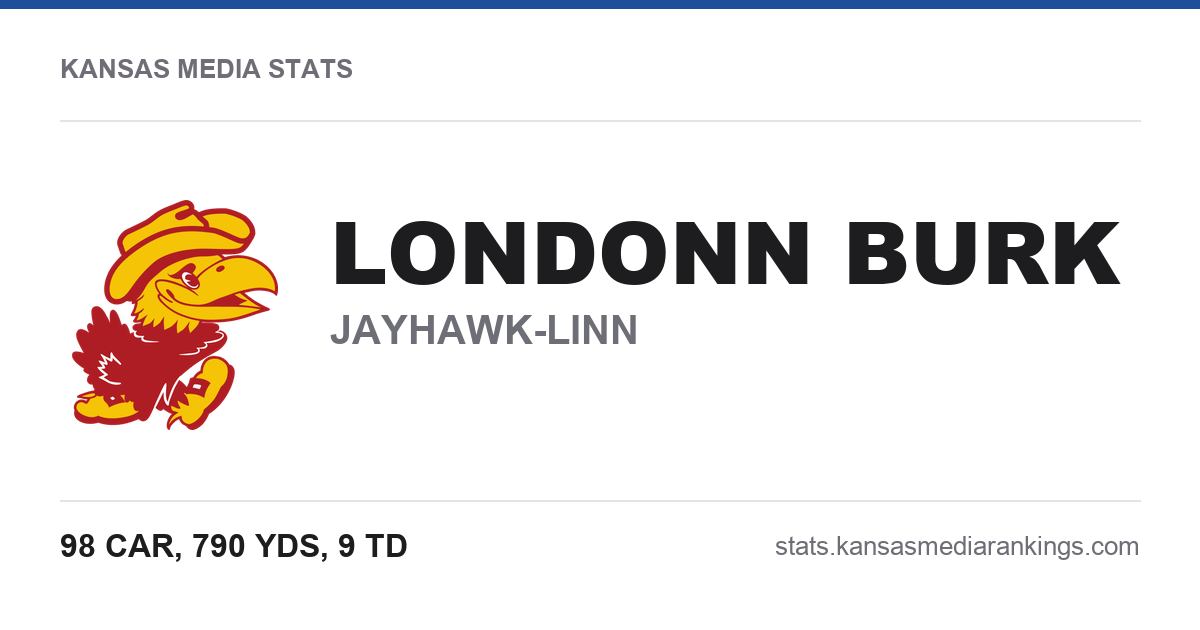 KANSAS MEDIA STATS
LONDONN BURK
JAYHAWK-LINN
98 CAR, 790 YDS, 9 TD
stats.kansasmediarankings.com